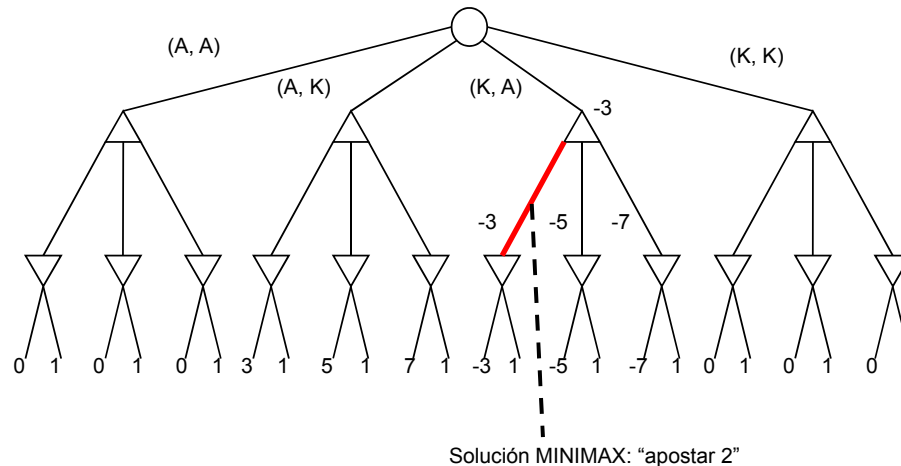 (A, A)
(A, K)
(K, A)
(K, K)
-3
-3 -5 -7
0 1 0 1 0 1 3 1 5 1 7 1 -3 1 -5 1 -7 1 0 1 0 1 0
Solución MINIMAX: “apostar 2”